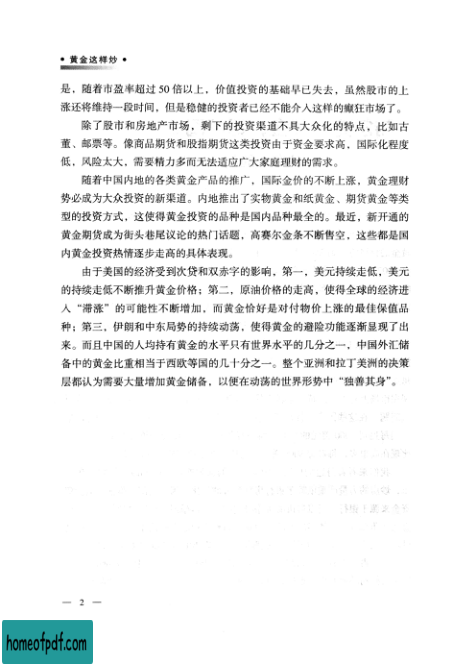 • 黄金这样炒 •
是，随着市盈率超过 50 倍以上，价值投资的基础早已失去，虽然股市的上
涨还将维持一段时间，但是稳健的投资者已经不能介入这样的癫狂市场了。
除了股市和房地产市场，剩下的投资渠道不具大众化的特点，比如古
董、邮票等。像商品期货和股指期货这类投资由于资金要求高，国际化程度
低，风险太大，需要精力多而无法适应广大家庭理财的需求。
随着中国内地的各类黄金产品的推广，国际金价的不断上涨，黄金理财
势必成为大众投资的新渠道。内地推出了实物黄金和纸黄金、期货黄金等类
型的投资方式，这使得黄金投资的品种是国内品种最全的。最近，新开通的
黄金期货成为街头巷尾议论的热门话题，高赛尔金条不断售空，这些都是国
内黄金投资热情逐步走高的具体表现。
由于美国的经济受到次贷和双赤字的影响，第一，美元持续走低，美元
的持续走低不断推升黄金价格；第二，原油价格的走高，使得全球的经济进
入“滞涨”的可能性不断增加，而黄金恰好是对付物价上涨的最佳保值品
种；第三，伊朗和中东局势的持续动荡，使得黄金的避险功能逐渐显现了出
来。而且中国的人均持有黄金的水平只有世界水平的几分之一，中国外汇储
备中的黄金比重相当于西欧等国的几十分之一。整个亚洲和拉丁美洲的决策
层都认为需要大量增加黄金储备，以便在动荡的世界形势中“独善其身”。
— 2 —
homeofpdf.com